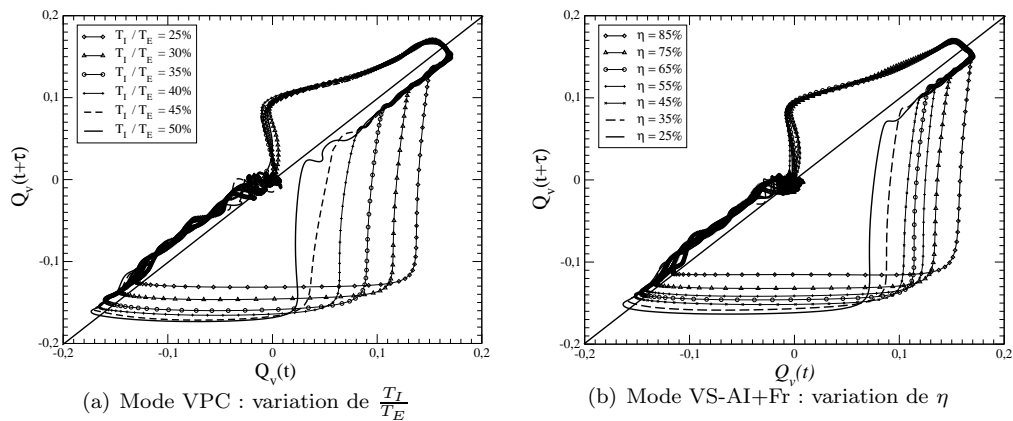 0,2
0,1
0
-0,1
-0,2
Q_v(t+τ)
T_I / T_E = 25%
T_I / T_E = 30%
T_I / T_E = 35%
T_I / T_E = 40%
T_I / T_E = 45%
T_I / T_E = 50%
-0,2 -0,1 0 0,1 0,2
Q_v(t)
(a) Mode VPC : variation de T_I/T_E
0,2
0,1
0
-0,1
-0,2
Q_v(t+τ)
η = 85%
η = 75%
η = 65%
η = 55%
η = 45%
η = 35%
η = 25%
-0,2 -0,1 0 0,1 0,2
Q_v(t)
(b) Mode VS-AI+Fr : variation de η